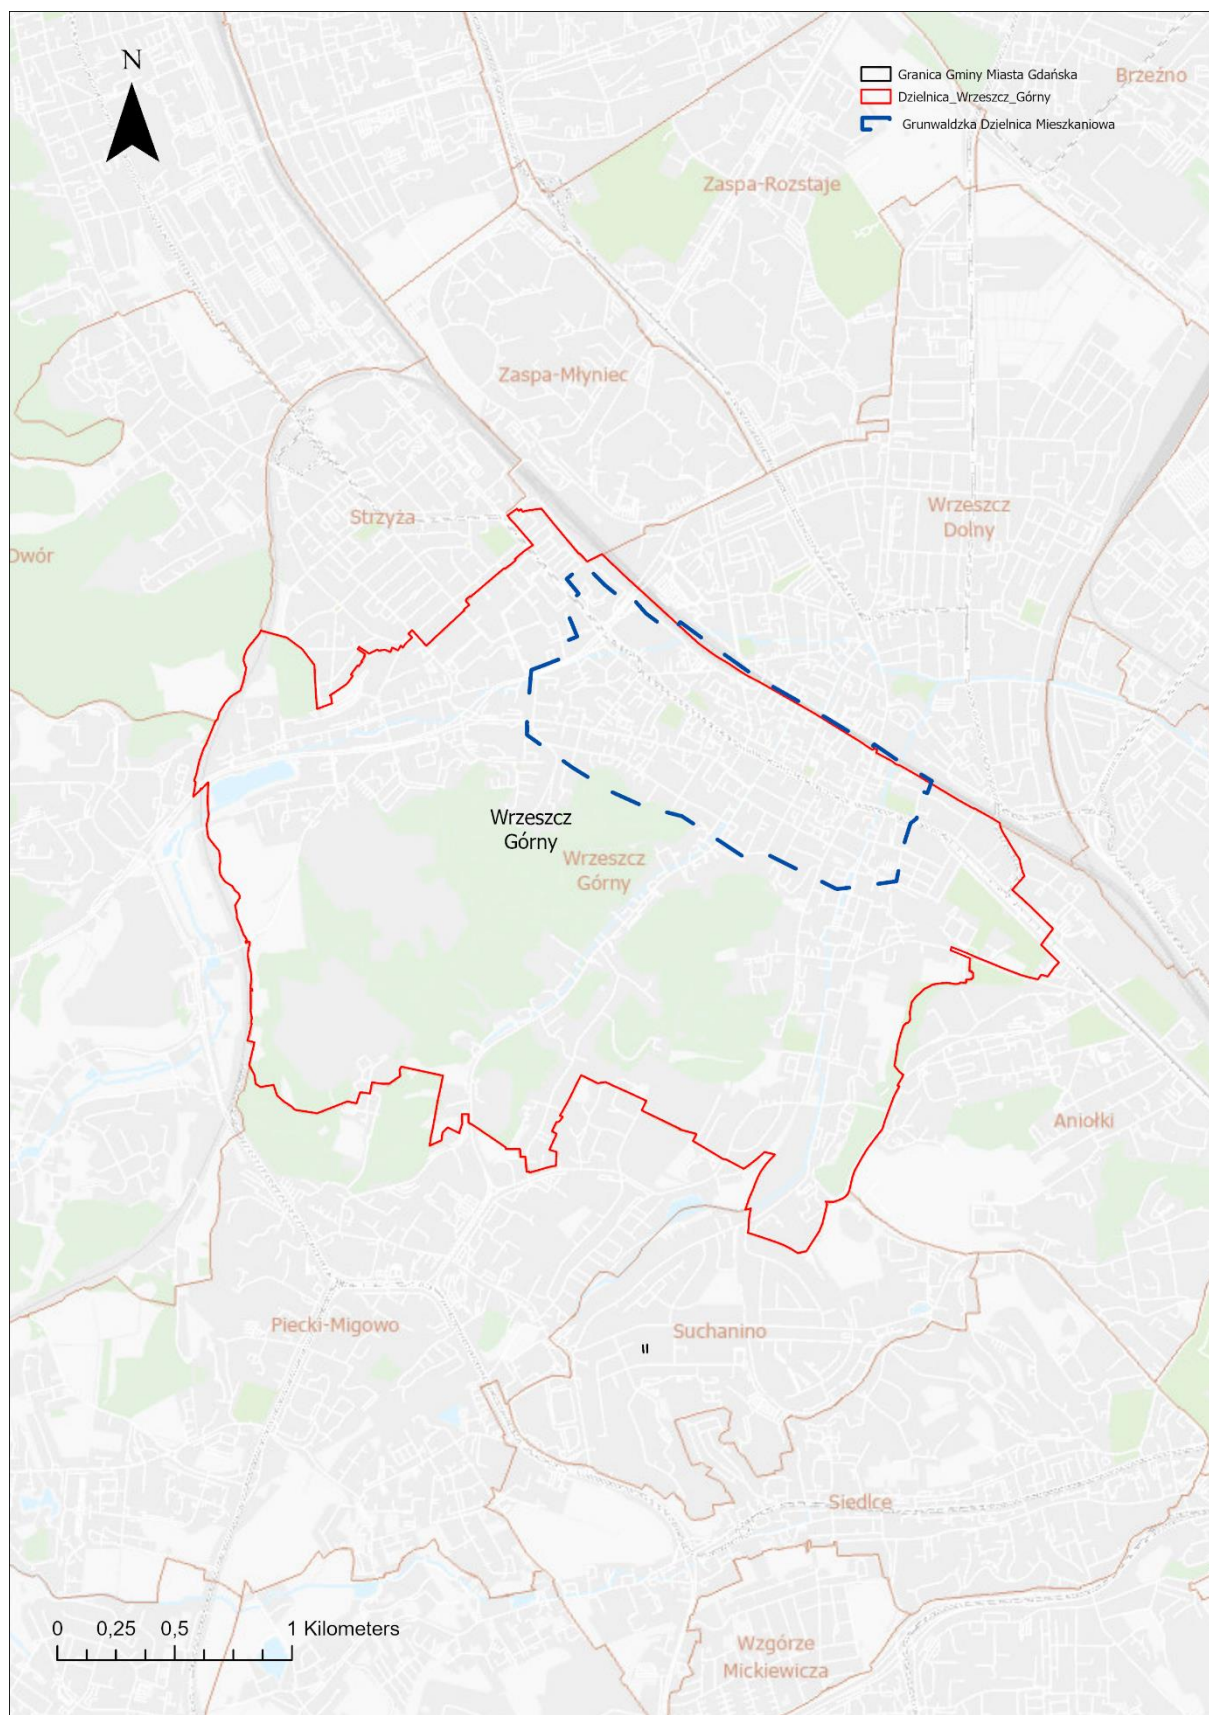 N
Granica Gminy Miasta Gdańska
Dzielnica_Wrzeszcz_Górny
Grunwaldzka Dzielnica Mieszkaniowa
Brzeźno
Zaspa-Rozstaje
Zaspa-Młyniec
Wrzeszcz
Dolny
Strzyża
Dwór
Wrzeszcz
Górny
Wrzeszcz
Górny
Aniołki
Piecki-Migowo
Suchanino
Siedlce
0 0,25 0,5 1 Kilometers
Wzgórze
Mickiewicza